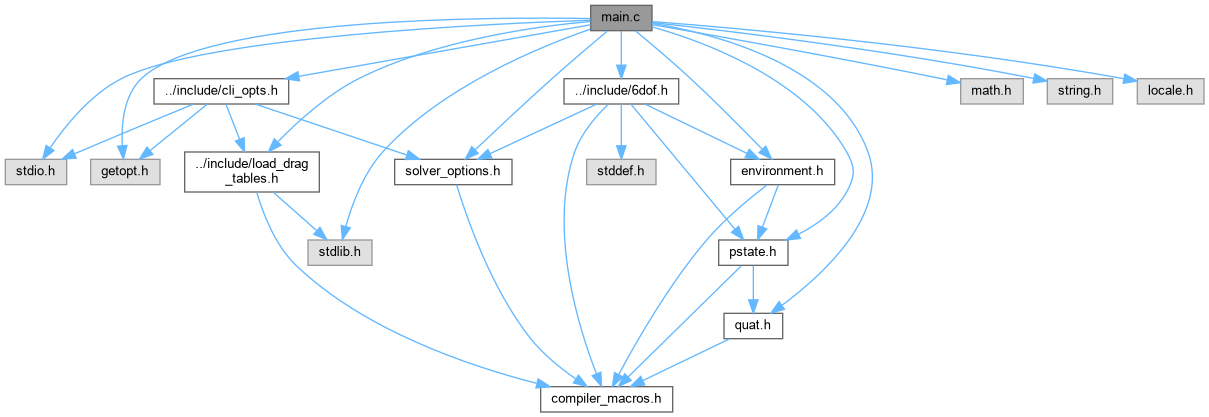 main.c
../include/cli_opts.h
../include/6dof.h
math.h
string.h
locale.h
stdio.h
getopt.h
../include/load_drag
_tables.h
solver_options.h
stddef.h
environment.h
stdlib.h
pstate.h
quat.h
compiler_macros.h